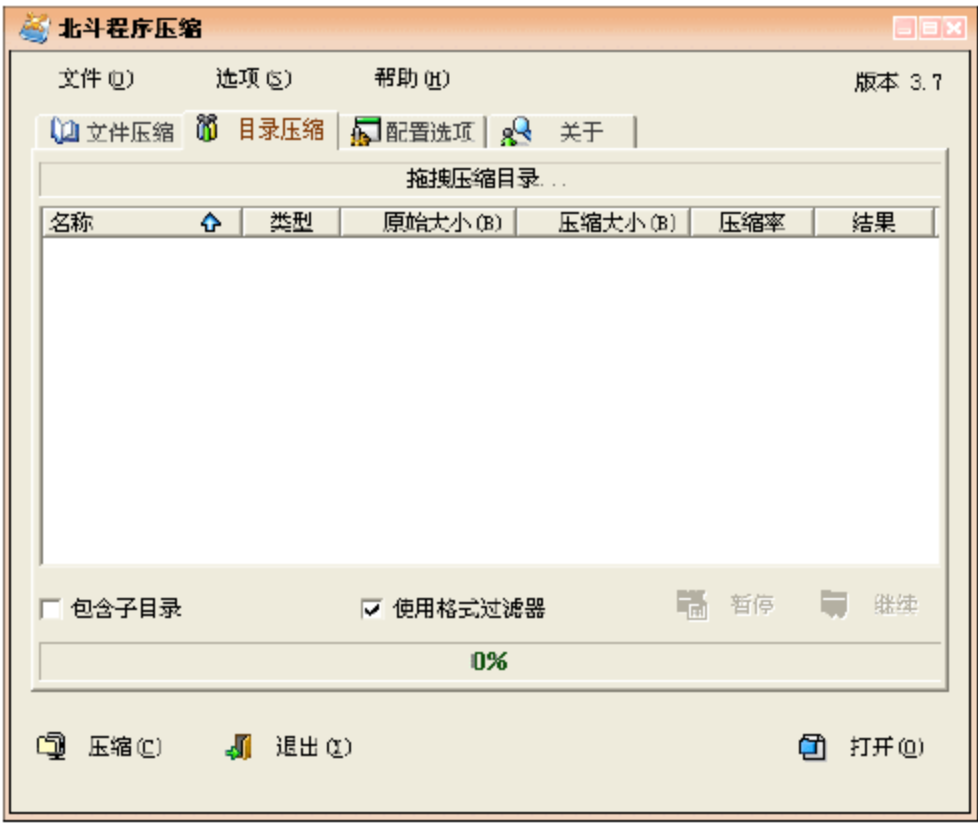 北斗程序压缩
文件(Q) 选项(S) 帮助(H) 版本 3.7
文件压缩 目录压缩 配置选项 关于
拖拽压缩目录...
名称 类型 原始大小(B) 压缩大小(B) 压缩率 结果
包含子目录 使用格式过滤器 暂停 继续
0%
压缩(C) 退出(X) 打开(O)